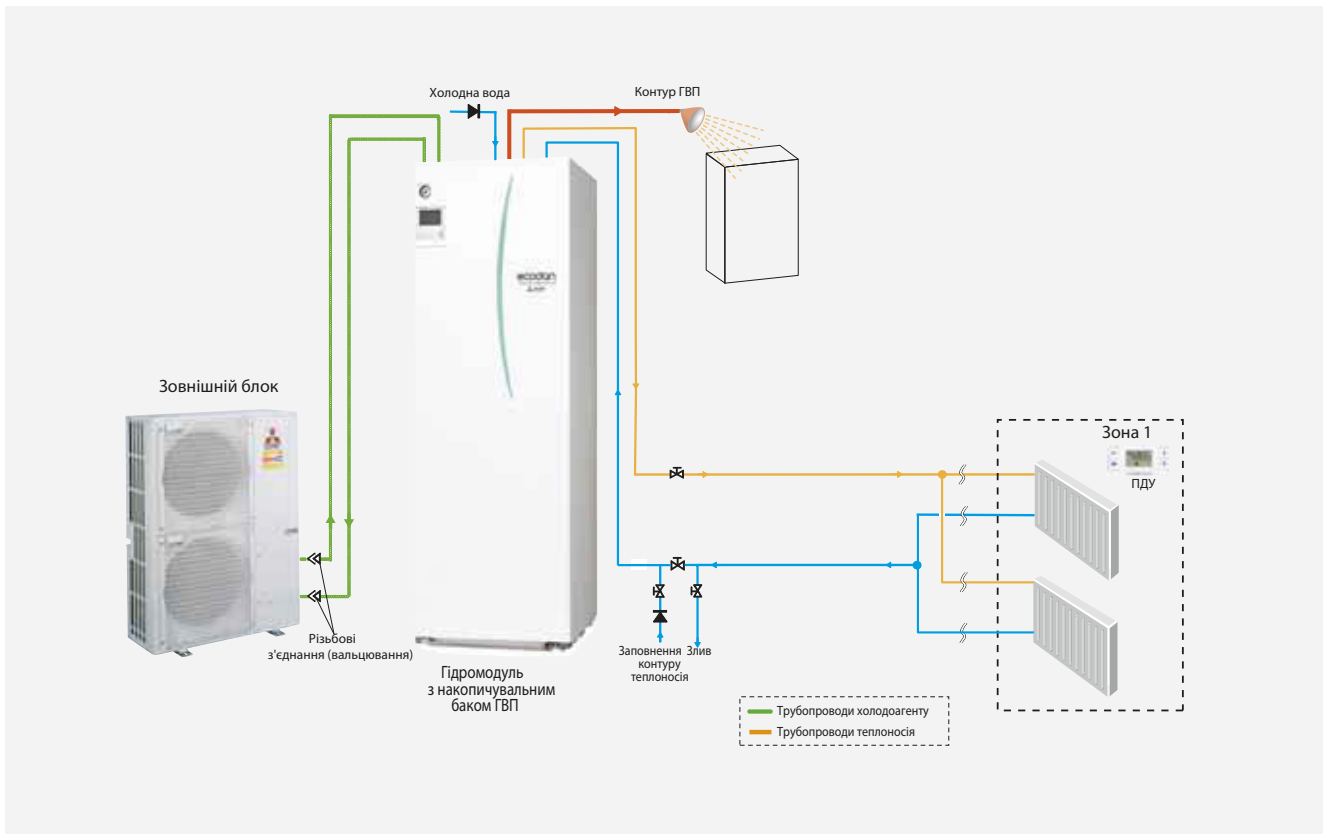 Холодна вода
Контур ГВП
ecodan
Зовнішній блок
Зона 1
ПДУ
Різьбові
з'єднання (вальцювання)
Гідромодуль
з накопичувальним
баком ГВП
Заповнення
контуру
теплоносія
Злив
Трубопроводи холодоагенту
Трубопроводи теплоносія